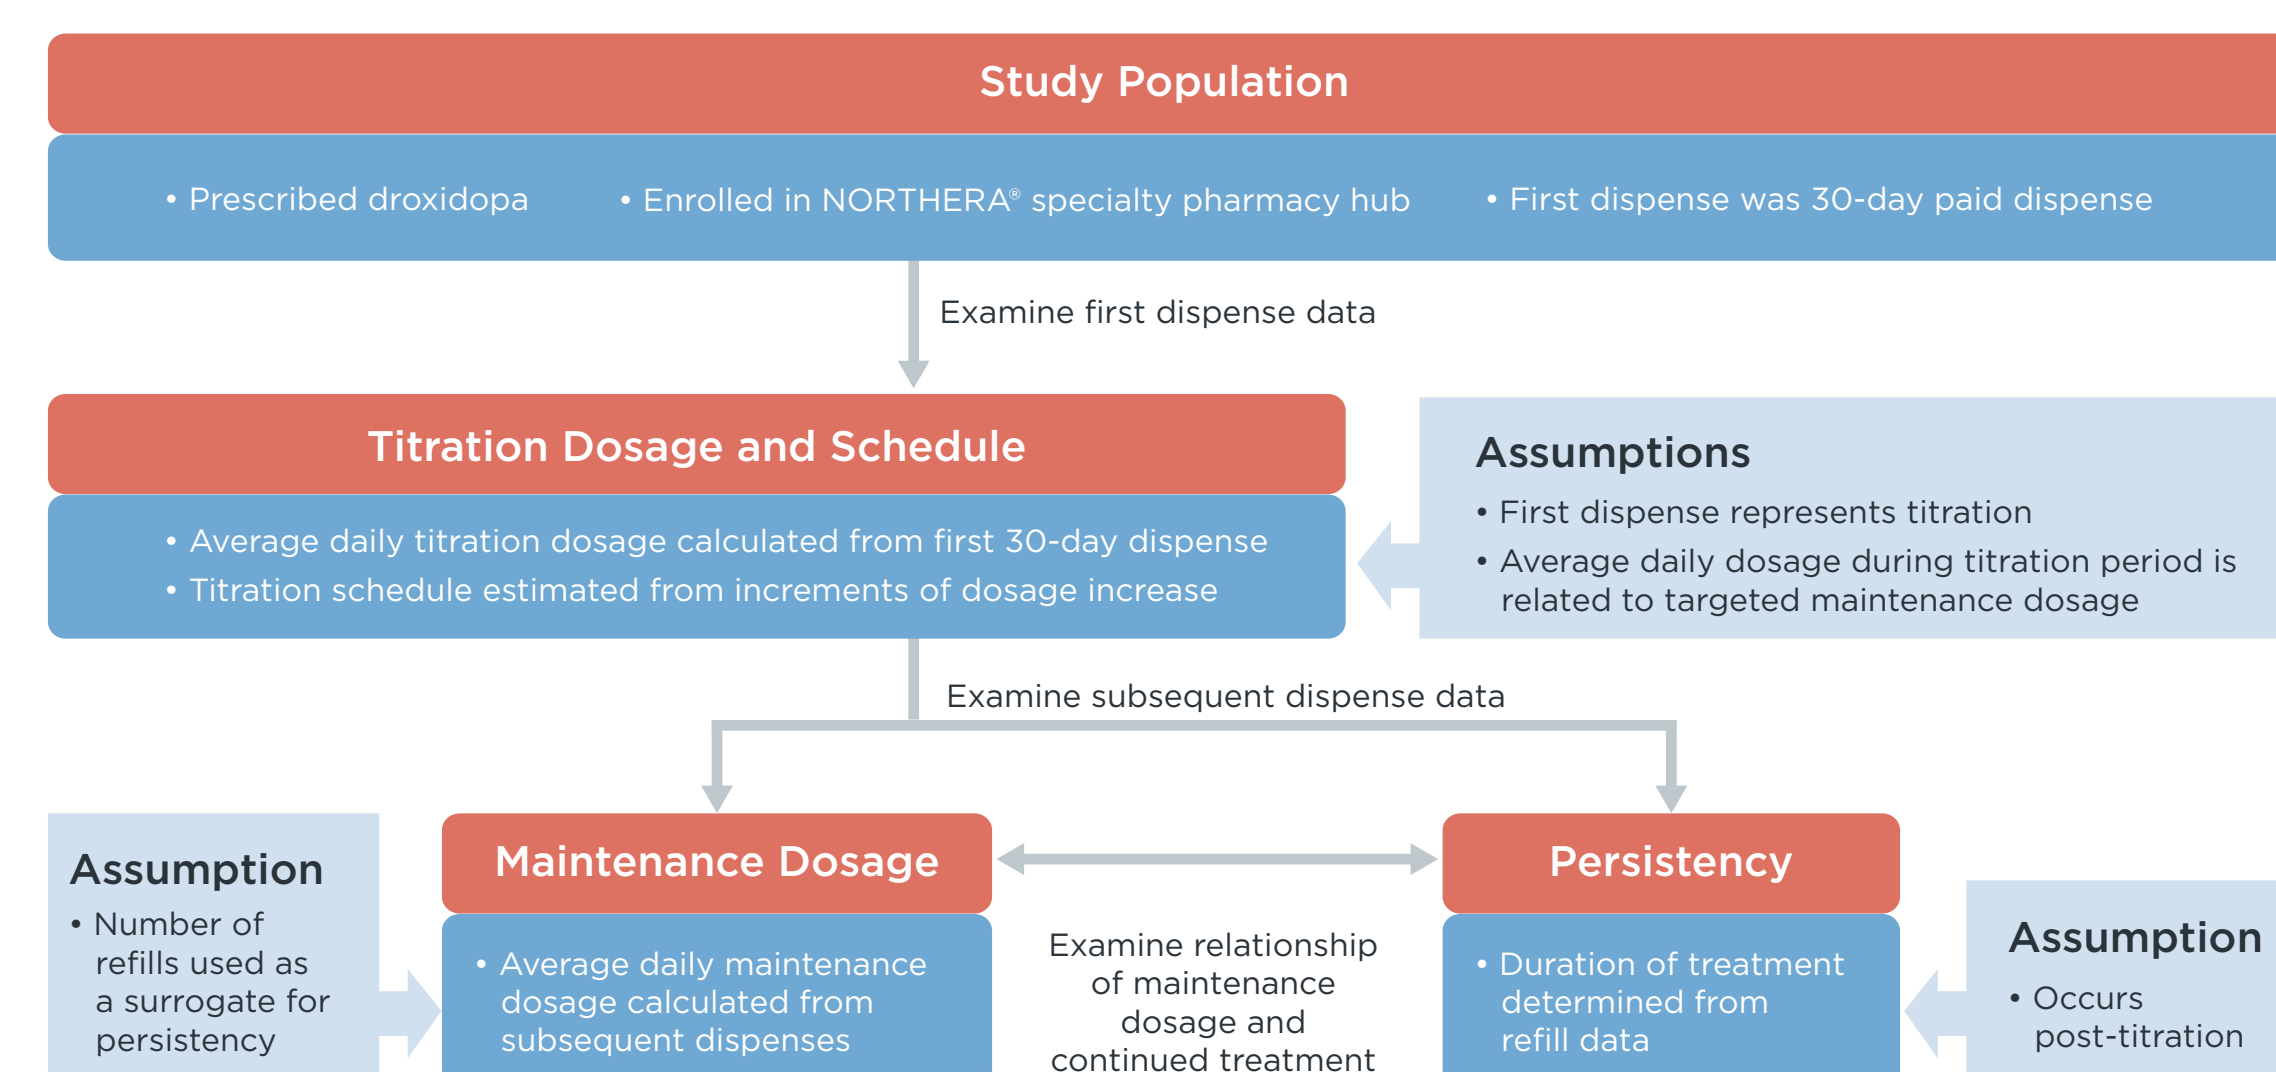 Study Population
• Prescribed droxidopa
• Enrolled in NORTHERA® specialty pharmacy hub
• First dispense was 30-day paid dispense
Examine first dispense data
Titration Dosage and Schedule
• Average daily titration dosage calculated from first 30-day dispense
• Titration schedule estimated from increments of dosage increase
Assumptions
• First dispense represents titration
• Average daily dosage during titration period is
related to targeted maintenance dosage
Examine subsequent dispense data
Assumption
• Number of
refills used as
a surrogate for
persistency
Maintenance Dosage
• Average daily maintenance
dosage calculated from
subsequent dispenses
Examine relationship
of maintenance
dosage and
continued treatment
Persistency
• Duration of treatment
determined from
refill data
Assumption
• Occurs
post-titration